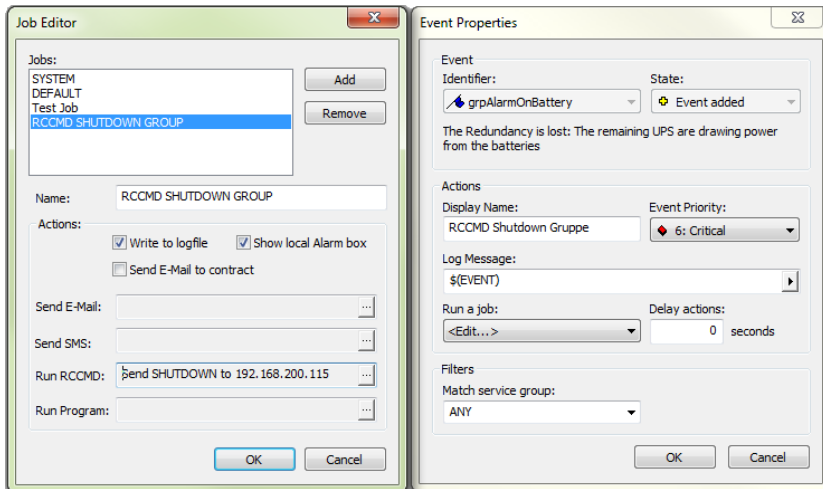 Job Editor
Jobs:
SYSTEM
DEFAULT
Test Job
RCCMD SHUTDOWN GROUP
Add
Remove
Name:
RCCMD SHUTDOWN GROUP
Actions:
Write to logfile
Show local Alarm box
Send E-Mail to contract
Send E-Mail:
...
Send SMS:
...
Run RCCMD:
Send SHUTDOWN to 192.168.200.115
...
Run Program:
...
OK
Cancel
Event Properties
Event
Identifier:
State:
grpAlarmOnBattery
Event added
The Redundancy is lost: The remaining UPS are drawing power
from the batteries
Actions
Display Name:
Event Priority:
RCCMD Shutdown Gruppe
6: Critical
Log Message:
$(EVENT)
Run a job:
Delay actions:
<Edit...>
0 seconds
Filters
Match service group:
ANY
OK
Cancel